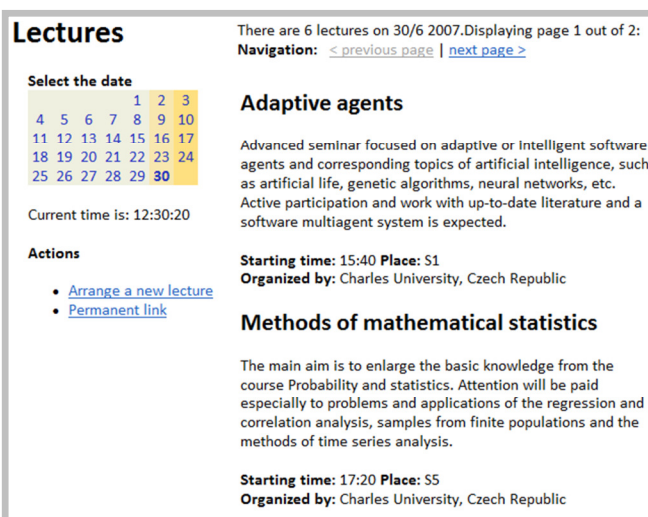 Lectures
Select the date
1 2 3
4 5 6 7 8 9 10
11 12 13 14 15 16 17
18 19 20 21 22 23 24
25 26 27 28 29 30
Current time is: 12:30:20
Actions
• Arrange a new lecture
• Permanent link
There are 6 lectures on 30/6 2007.Displaying page 1 out of 2:
Navigation: < previous page | next page >
Adaptive agents
Advanced seminar focused on adaptive or intelligent software
agents and corresponding topics of artificial intelligence, such
as artificial life, genetic algorithms, neural networks, etc.
Active participation and work with up-to-date literature and a
software multiagent system is expected.
Starting time: 15:40 Place: S1
Organized by: Charles University, Czech Republic
Methods of mathematical statistics
The main aim is to enlarge the basic knowledge from the
course Probability and statistics. Attention will be paid
especially to problems and applications of the regression and
correlation analysis, samples from finite populations and the
methods of time series analysis.
Starting time: 17:20 Place: S5
Organized by: Charles University, Czech Republic